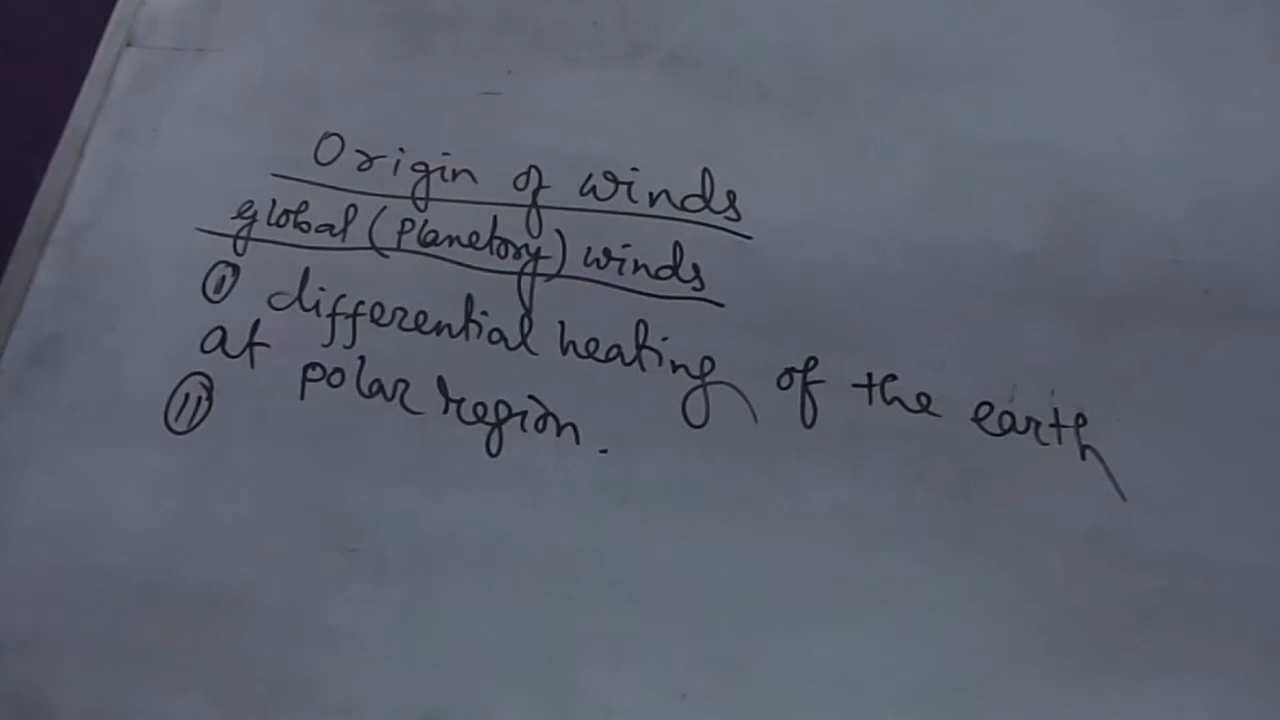 Origin of winds
global (Planetory) winds
(i) differential heating of the earth
at polar region.
(ii)